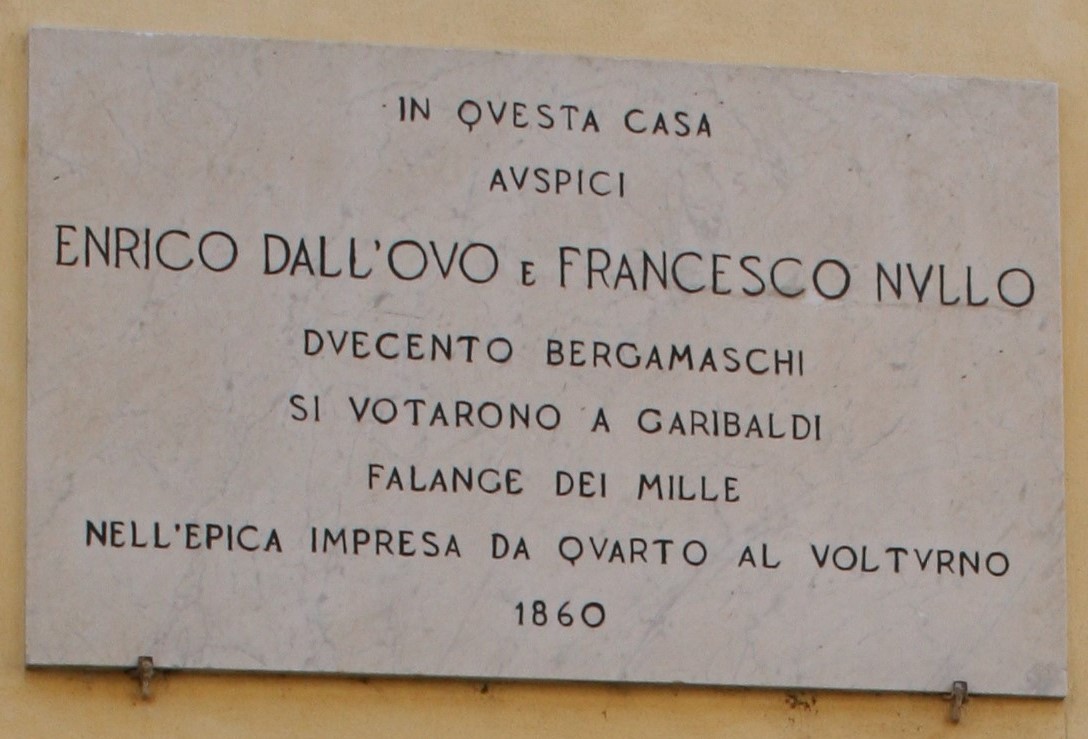 IN QVESTA CASA
AVSPICI
ENRICO DALL'OVO E FRANCESCO NVLLO
DVECENTO BERGAMASCHI
SI VOTARONO A GARIBALDI
FALANGE DEI MILLE
NELL'EPICA IMPRESA DA QVARTO AL VOLTVRNO
1860